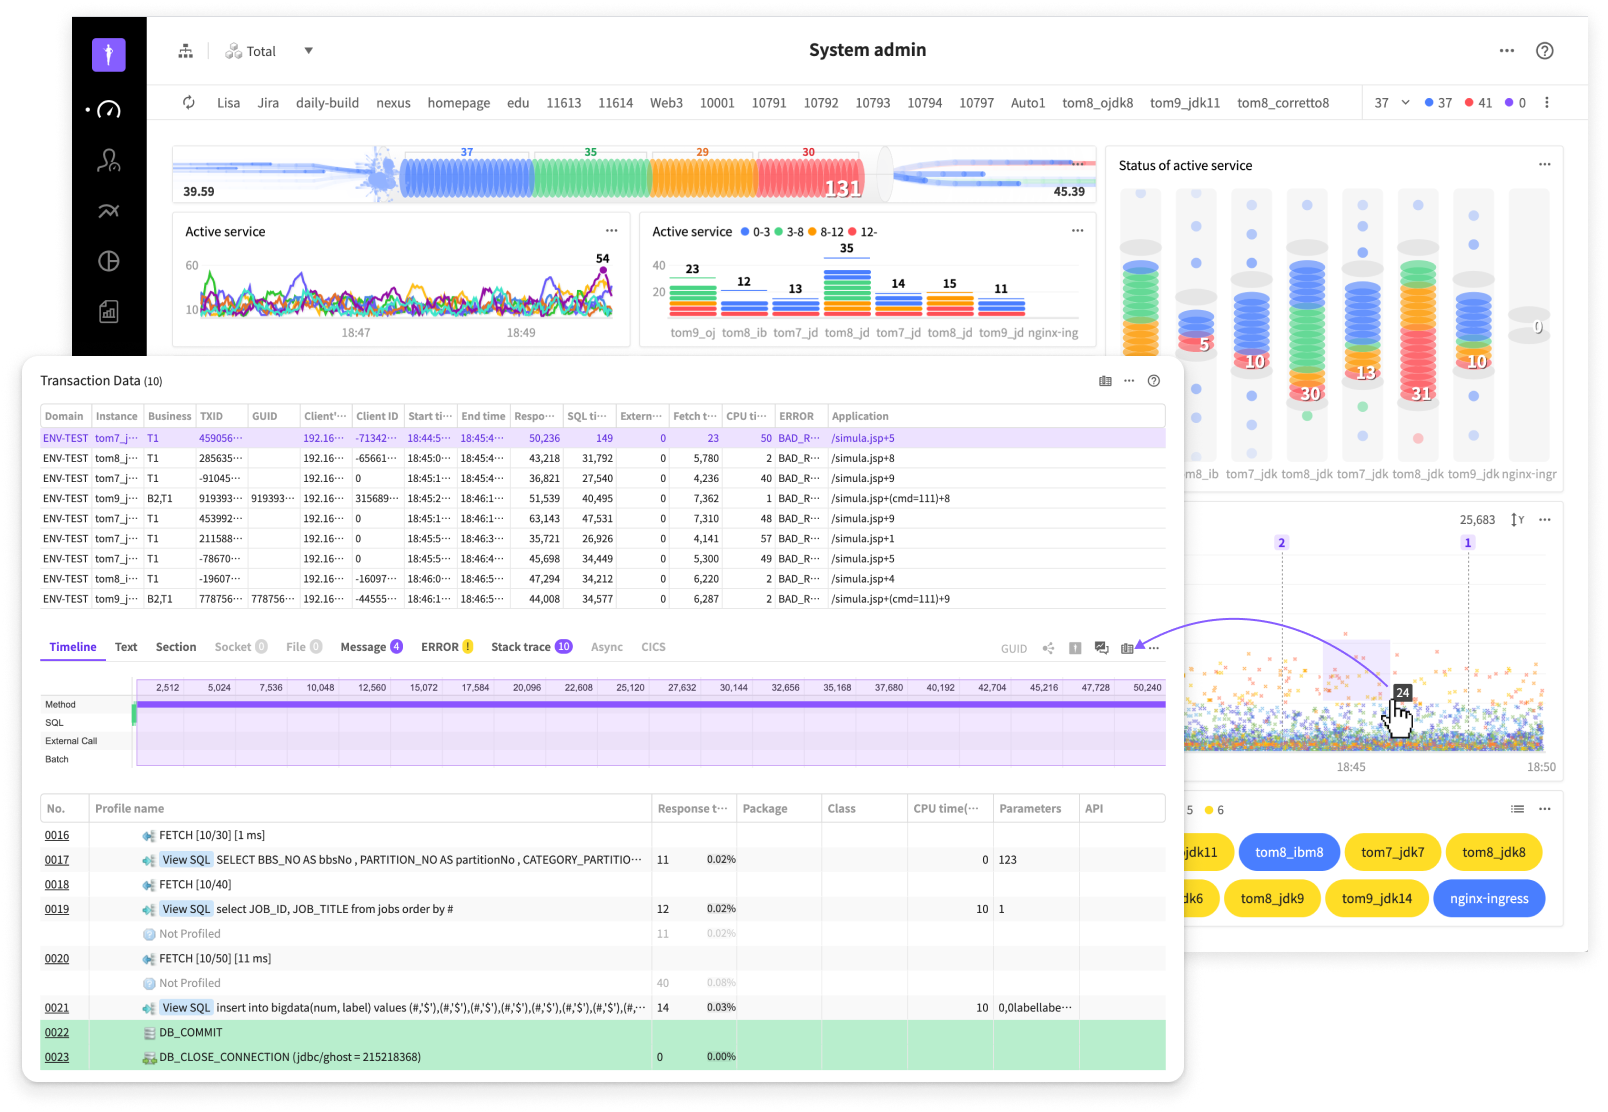 Total
System admin
Lisa Jira daily-build nexus homepage edu 11613 11614 Web3 10001 10791 10792 10793 10794 10797 Auto1 tom8_ojdk8 tom9_jdk11 tom8_corretto8
37 37 41 0
37 35 29 30
39.59
131
45.39
Active service
60
10
54
18:47 18:49
Active service 0-3 3-8 8-12 12-
40
20
23 12 13 35 14 15 11
tom9_oj tom8_ib tom7_jd tom8_jd tom7_jd tom8_jd tom9_jd nginx-ing
Status of active service
5 10 30 13 31 10 0
m8_ib tom7_jdk tom8_jdk tom7_jdk tom8_jdk tom9_jdk nginx-ingr
25,683 Y
2 1
24
18:45 18:50
5 6
jdk11 tom8_ibm8 tom7_jdk7 tom8_jdk8
dk6 tom8_jdk9 tom9_jdk14 nginx-ingress
Transaction Data (10)
Domain Instance Business TXID GUID Client'··· Client ID Start ti··· End time Respo··· SQL ti··· Extern··· Fetch t··· CPU ti··· ERROR Application
ENV-TEST tom7_j··· T1 459056··· 192.16··· -71342··· 18:44:5··· 18:45:4··· 50,236 149 0 23 50 BAD_R··· /simula.jsp+5
ENV-TEST tom8_j··· T1 285635··· 192.16··· -65661··· 18:45:0··· 18:45:4··· 43,218 31,792 0 5,780 2 BAD_R··· /simula.jsp+8
ENV-TEST tom7_j··· T1 -91045··· 192.16··· 0 18:45:1··· 18:45:4··· 36,821 27,540 0 4,236 40 BAD_R··· /simula.jsp+9
ENV-TEST tom9_j··· B2,T1 919393··· 919393··· 192.16··· 315689··· 18:45:2··· 18:46:1··· 51,539 40,495 0 7,362 1 BAD_R··· /simula.jsp+(cmd=111)+8
ENV-TEST tom7_j··· T1 453992··· 192.16··· 0 18:45:1··· 18:46:1··· 63,143 47,531 0 7,310 48 BAD_R··· /simula.jsp+9
ENV-TEST tom7_j··· T1 211588··· 192.16··· 0 18:45:5··· 18:46:3··· 35,721 26,926 0 4,141 57 BAD_R··· /simula.jsp+1
ENV-TEST tom7_j··· T1 -78670··· 192.16··· 0 18:45:5··· 18:46:4··· 45,698 34,449 0 5,300 49 BAD_R··· /simula.jsp+5
ENV-TEST tom8_j··· T1 -19607··· 192.16··· -16097··· 18:46:0··· 18:46:5··· 47,294 34,212 0 6,220 2 BAD_R··· /simula.jsp+4
ENV-TEST tom9_j··· B2,T1 778756··· 778756··· 192.16··· -44555··· 18:46:1··· 18:46:5··· 44,008 34,577 0 6,287 2 BAD_R··· /simula.jsp+(cmd=111)+9
Timeline Text Section Socket 0 File 0 Message 4 ERROR ! Stack trace 10 Async CICS GUID
2,512 5,024 7,536 10,048 12,560 15,072 17,584 20,096 22,608 25,120 27,632 30,144 32,656 35,168 37,680 40,192 42,704 45,216 47,728 50,240
Method
SQL
External Call
Batch
No. Profile name Response t··· Package Class CPU time(··· Parameters API
0016 FETCH [10/30] [1 ms]
0017 View SQL SELECT BBS_NO AS bbsNo , PARTITION_NO AS partitionNo , CATEGORY_PARTITIO··· 11 0.02% 0 123
0018 FETCH [10/40]
0019 View SQL select JOB_ID, JOB_TITLE from jobs order by # 12 0.02% 10 1
Not Profiled 11 0.02%
0020 FETCH [10/50] [11 ms]
Not Profiled 40 0.08%
0021 View SQL insert into bigdata(num, label) values (#,'$'),(#,'$'),(#,'$'),(#,'$'),(#,'$'),(#,'$'),(#,'$'),(#,··· 14 0.03% 10 0,0labellabe···
0022 DB_COMMIT
0023 DB_CLOSE_CONNECTION (jdbc/ghost = 215218368) 0 0.00%